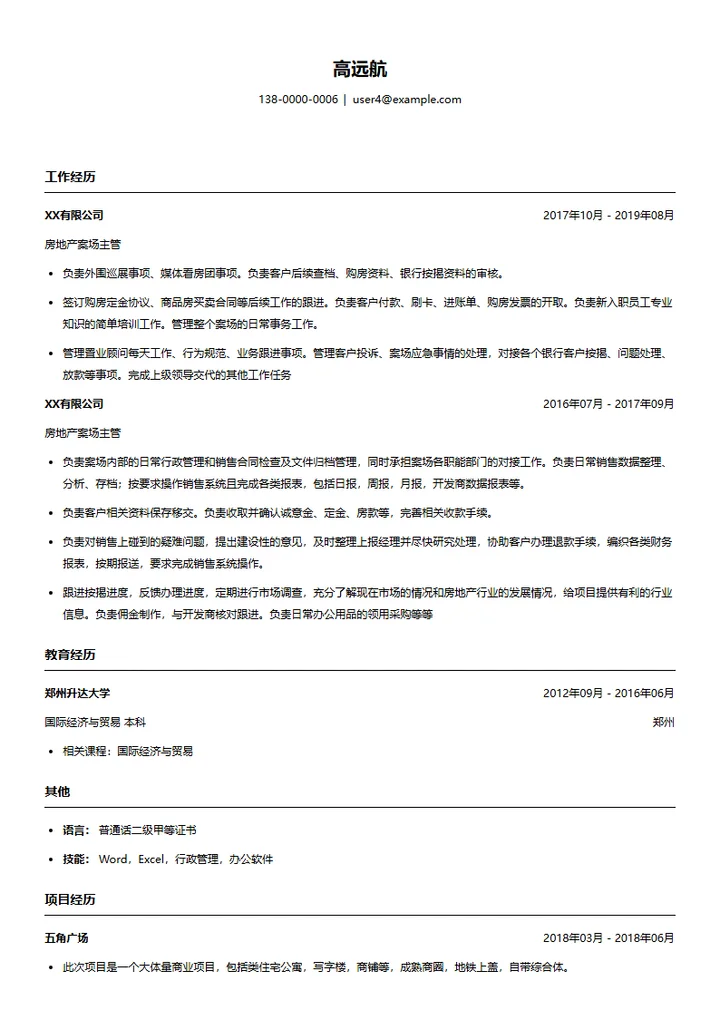 高远航
138-0000-0006 | user4@example.com
工作经历
XX有限公司 2017年10月 - 2019年08月
房地产案场主管
• 负责外围巡展事项、媒体看房团事项。负责客户后续查档、购房资料、银行按揭资料的审核。
• 签订购房定金协议、商品房买卖合同等后续工作的跟进。负责客户付款、刷卡、进账单、购房发票的开取。负责新入职员工专业
知识的简单培训工作。管理整个案场的日常事务工作。
• 管理置业顾问每天工作、行为规范、业务跟进事项。管理客户投诉、案场应急事情的处理，对接各个银行客户按揭、问题处理、
放款等事项。完成上级领导交代的其他工作任务
XX有限公司 2016年07月 - 2017年09月
房地产案场主管
• 负责案场内部的日常行政管理和销售合同检查及文件归档管理，同时承担案场各职能部门的对接工作。负责日常销售数据整理、
分析、存档；按要求操作销售系统且完成各类报表，包括日报，周报，月报，开发商数据报表等。
• 负责客户相关资料保存移交。负责收取并确认诚意金、定金、房款等，完善相关收款手续。
• 负责对销售上碰到的疑难问题，提出建设性的意见，及时整理上报经理并尽快研究处理，协助客户办理退款手续，编织各类财务
报表，按期报送，要求完成销售系统操作。
• 跟进按揭进度，反馈办理进度，定期进行市场调查，充分了解现在市场的情况和房地产行业的发展情况，给项目提供有利的行业
信息。负责佣金制作，与开发商核对跟进。负责日常办公用品的领用采购等等
教育经历
郑州升达大学 2012年09月 - 2016年06月
国际经济与贸易 本科 郑州
• 相关课程：国际经济与贸易
其他
• 语言： 普通话二级甲等证书
• 技能： Word，Excel，行政管理，办公软件
项目经历
五角广场 2018年03月 - 2018年06月
• 此次项目是一个大体量商业项目，包括类住宅公寓，写字楼，商铺等，成熟商圈，地铁上盖，自带综合体。